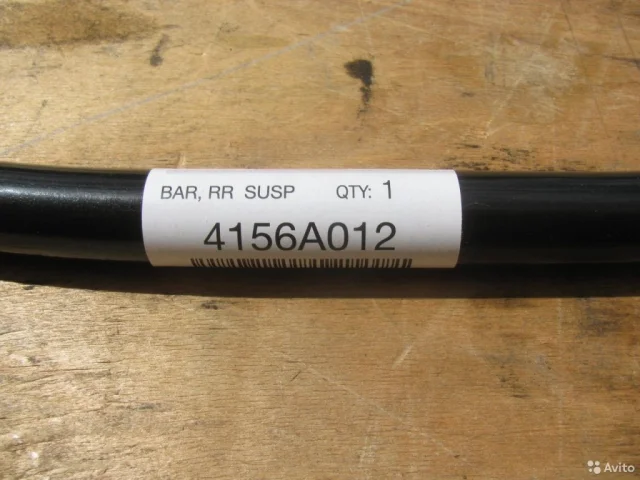 BAR, RR SUSP QTY: 1
4156A012
Avito